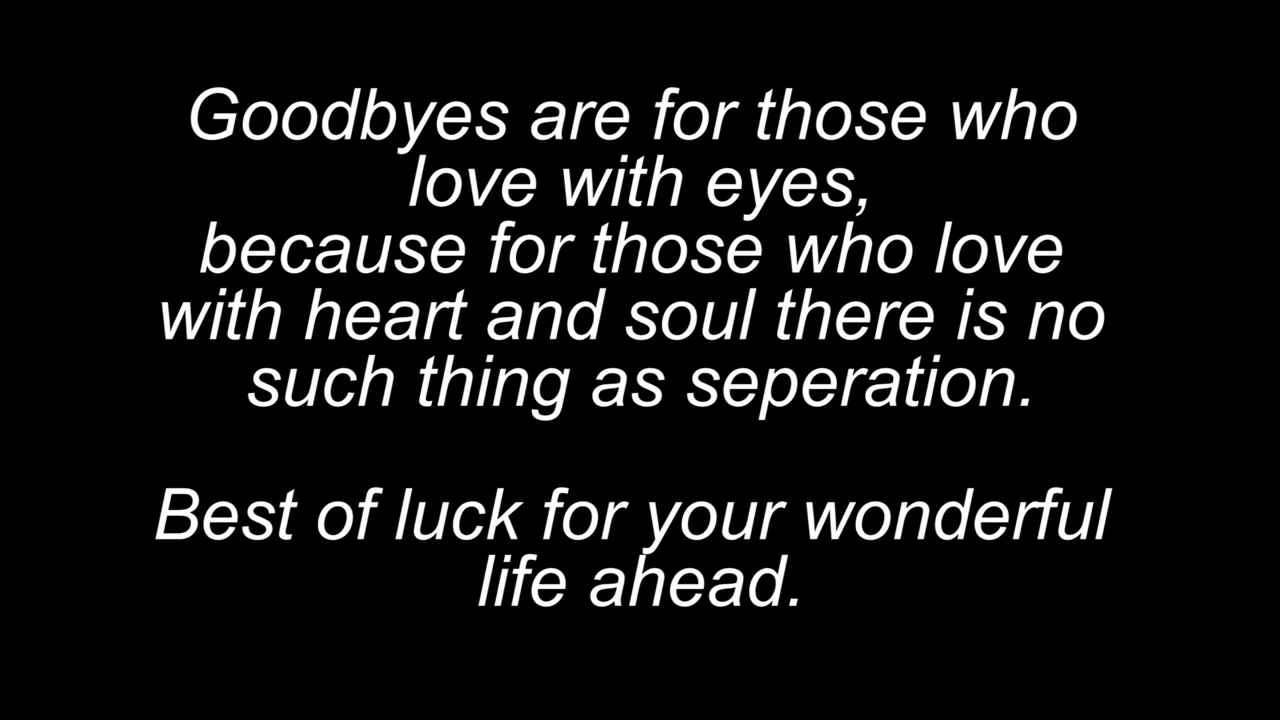 Goodbyes are for those who
love with eyes,
because for those who love
with heart and soul there is no
such thing as seperation.
Best of luck for your wonderful
life ahead.